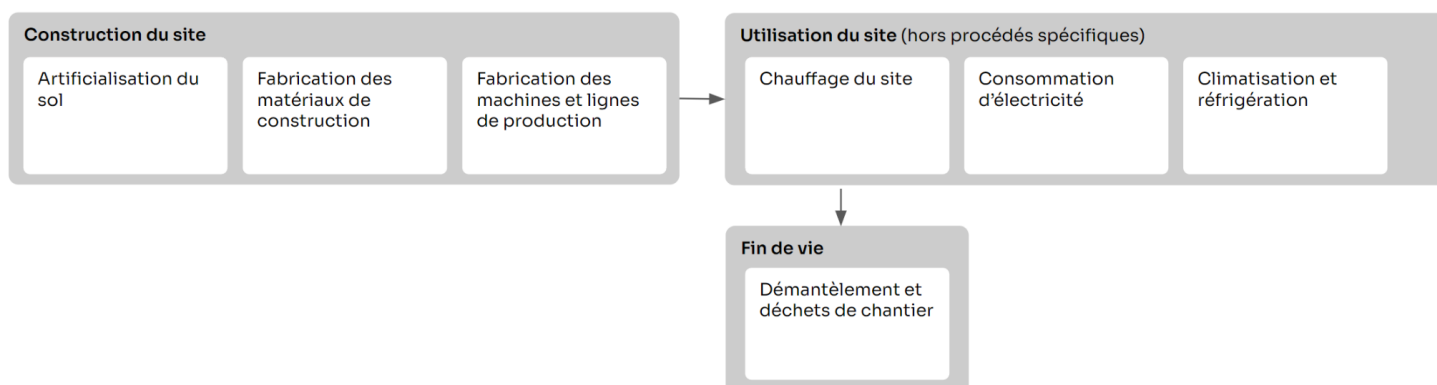 Construction du site
Artificialisation du
sol
Fabrication des
matériaux de
construction
Fabrication des
machines et lignes
de production
Utilisation du site (hors procédés spécifiques)
Chauffage du site
Consommation
d'électricité
Climatisation et
réfrigération
Fin de vie
Démantèlement et
déchets de chantier